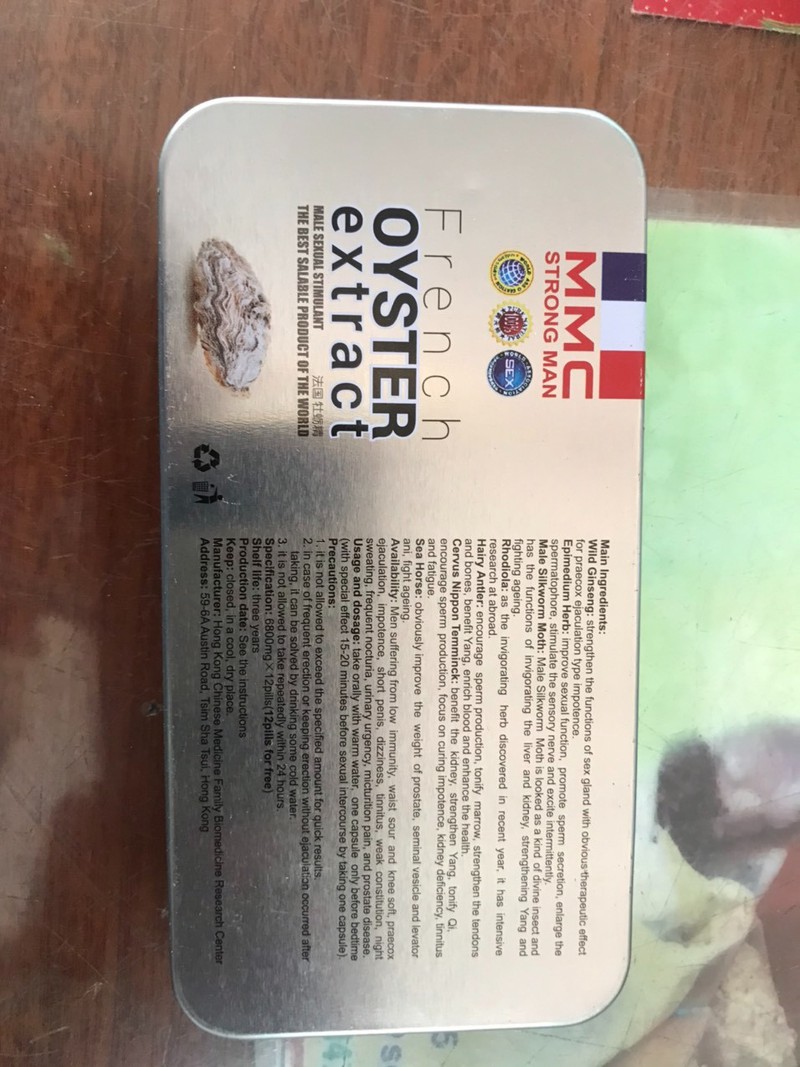 MMC
STRONG MAN
SEX
French
OYSTER
extract
MALE SEXUAL STIMULANT 法国牡蛎精
THE BEST SALABLE PRODUCT OF THE WORLD
Main Ingredients:
Wild Ginseng: strengthen the functions of sex gland with obvious therapeutic effect
for praecox ejaculation type impotence.
Epimedium Herb: improve sexual function, promote sperm secretion, enlarge the
spermatophore, stimulate the sensory nerve and excite intermittently.
Male Silkworm Moth: Male Silkworm Moth is looked as a kind of divine insect and
has the functions of invigorating the liver and kidney, strengthening Yang and
fighting ageing.
Rhodiola: as the invigorating herb discovered in recent year, it has intensive
research at abroad.
Hairy Antler: encourage sperm production, tonify marrow, strengthen the tendons
and bones, benefit Yang, enrich blood and enhance the health.
Cervus Nippon Temminck: benefit the kidney, strengthen Yang, tonify Qi,
encourage sperm production, focus on curing impotence, kidney deficiency, tinnitus
and fatigue.
Sea Horse: obviously improve the weight of prostate, seminal vesicle and levator
ani, fight ageing.
Availability: Men suffering from low immunity, waist sour and knee soft, praecox
ejaculation, impotence, short penis, dizziness, tinnitus, weak constitution, night
sweating, frequent nocturia, urinary urgency, micturition pain, and prostate disease.
Usage and dosage: take orally with warm water, one capsule only before bedtime
(with special effect 15-20 minutes before sexual intercourse by taking one capsule).
Precautions:
1. it is not allowed to exceed the specified amount for quick results.
2. in case of frequent erection or keeping erection without ejaculation occurred after
taking, it can be solved by drinking some cold water.
3. it is not allowed to take repeatedly within 24 hours.
Specification: 6800mg×12pills(12pills for free)
Shelf life: three years
Production date: See the instructions
Keep: closed, in a cool, dry place.
Manufacturer: Hong Kong Chinese Medicine Family Biomedicine Research Center
Address: 59-6A Austin Road, Tsim Sha Tsui, Hong Kong